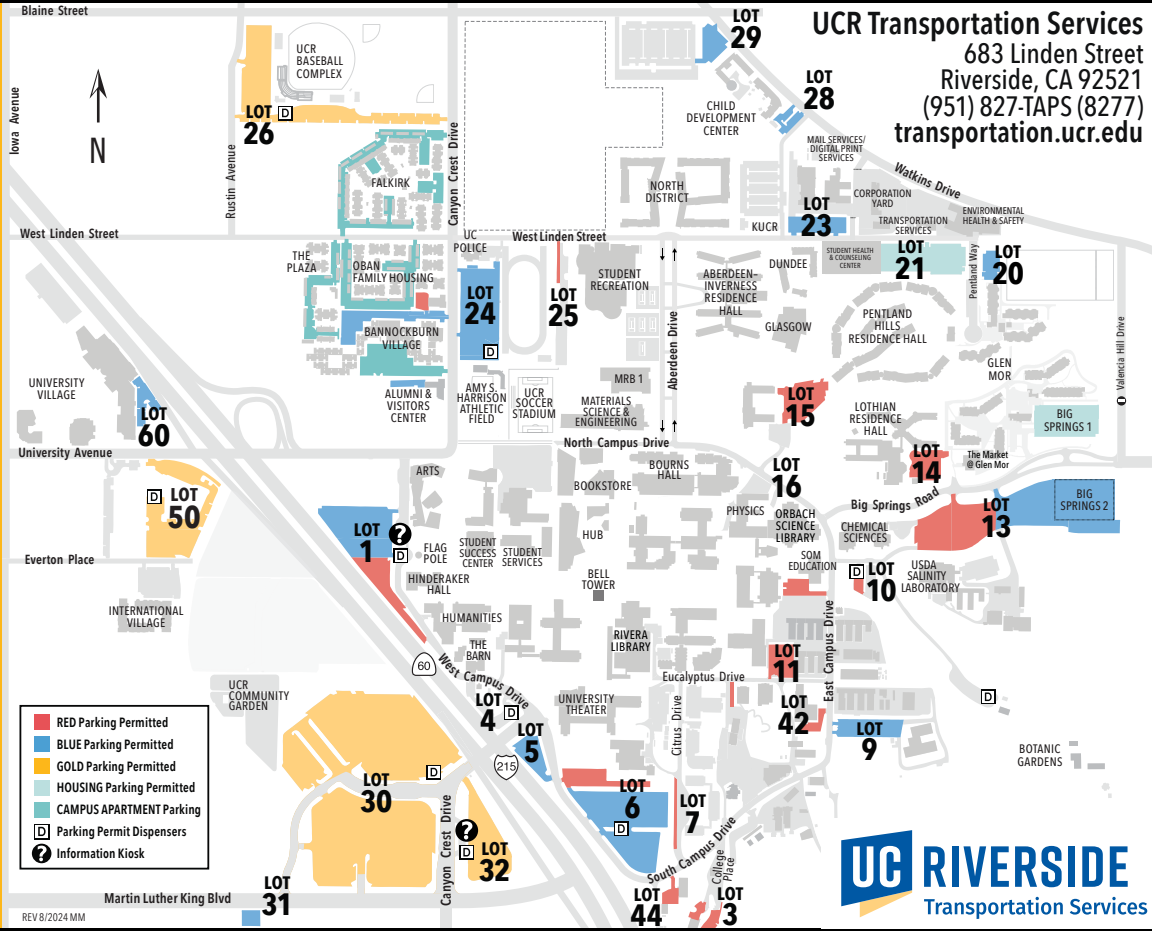 Blaine Street
UCR Transportation Services
683 Linden Street
Riverside, CA 92521
(951) 827-TAPS (8277)
transportation.ucr.edu
LOT
29
UCR
BASEBALL
COMPLEX
LOT
28
Iowa Avenue
N
LOT
26
D
CHILD
DEVELOPMENT
CENTER
MAIL SERVICES/
DIGITAL PRINT
SERVICES
Watkins Drive
Rustin Avenue
FALKIRK
Canyon Crest Drive
NORTH
DISTRICT
CORPORATION
YARD
LOT
23
KUCR
TRANSPORTATION
SERVICES
ENVIRONMENTAL
HEALTH & SAFETY
West Linden Street
UC
POLICE
West Linden Street
THE
PLAZA
OBAN
FAMILY HOUSING
LOT
24
D
LOT
25
STUDENT
RECREATION
ABERDEEN-
INVERNESS
RESIDENCE
HALL
DUNDEE
STUDENT HEALTH
& COUNSELING
CENTER
LOT
21
Pentland Way
LOT
20
BANNOCKBURN
VILLAGE
Aberdeen Drive
GLASGOW
PENTLAND
HILLS
RESIDENCE HALL
GLEN
MOR
Valencia Hill Drive
UNIVERSITY
VILLAGE
LOT
60
ALUMNI &
VISITORS
CENTER
AMY S.
HARRISON
ATHLETIC
FIELD
UCR
SOCCER
STADIUM
MRB 1
MATERIALS
SCIENCE &
ENGINEERING
LOT
15
LOTHIAN
RESIDENCE
HALL
BIG
SPRINGS 1
University Avenue
North Campus Drive
ARTS
BOOKSTORE
BOURNS
HALL
LOT
16
LOT
14
The Market
@ Glen Mor
D
LOT
50
Big Springs Road
LOT
13
BIG
SPRINGS 2
LOT
1
?
D
FLAG
POLE
STUDENT
SUCCESS
CENTER
STUDENT
SERVICES
HUB
PHYSICS
ORBACH
SCIENCE
LIBRARY
CHEMICAL
SCIENCES
Everton Place
HINDERAKER
HALL
BELL
TOWER
SOM
EDUCATION
D
LOT
10
USDA
SALINITY
LABORATORY
INTERNATIONAL
VILLAGE
HUMANITIES
THE
BARN
RIVERA
LIBRARY
East Campus Drive
60
West Campus Drive
LOT
11
Eucalyptus Drive
UCR
COMMUNITY
GARDEN
LOT
4
D
UNIVERSITY
THEATER
Citrus Drive
LOT
42
D
RED Parking Permitted
BLUE Parking Permitted
GOLD Parking Permitted
HOUSING Parking Permitted
CAMPUS APARTMENT Parking
D Parking Permit Dispensers
? Information Kiosk
LOT
5
215
LOT
9
BOTANIC
GARDENS
LOT
30
D
LOT
6
D
LOT
7
Canyon Crest Drive
?
D
LOT
32
South Campus Drive
College
Place
Martin Luther King Blvd
LOT
31
LOT
44
LOT
3
UC RIVERSIDE
Transportation Services
REV 8/2024 MM